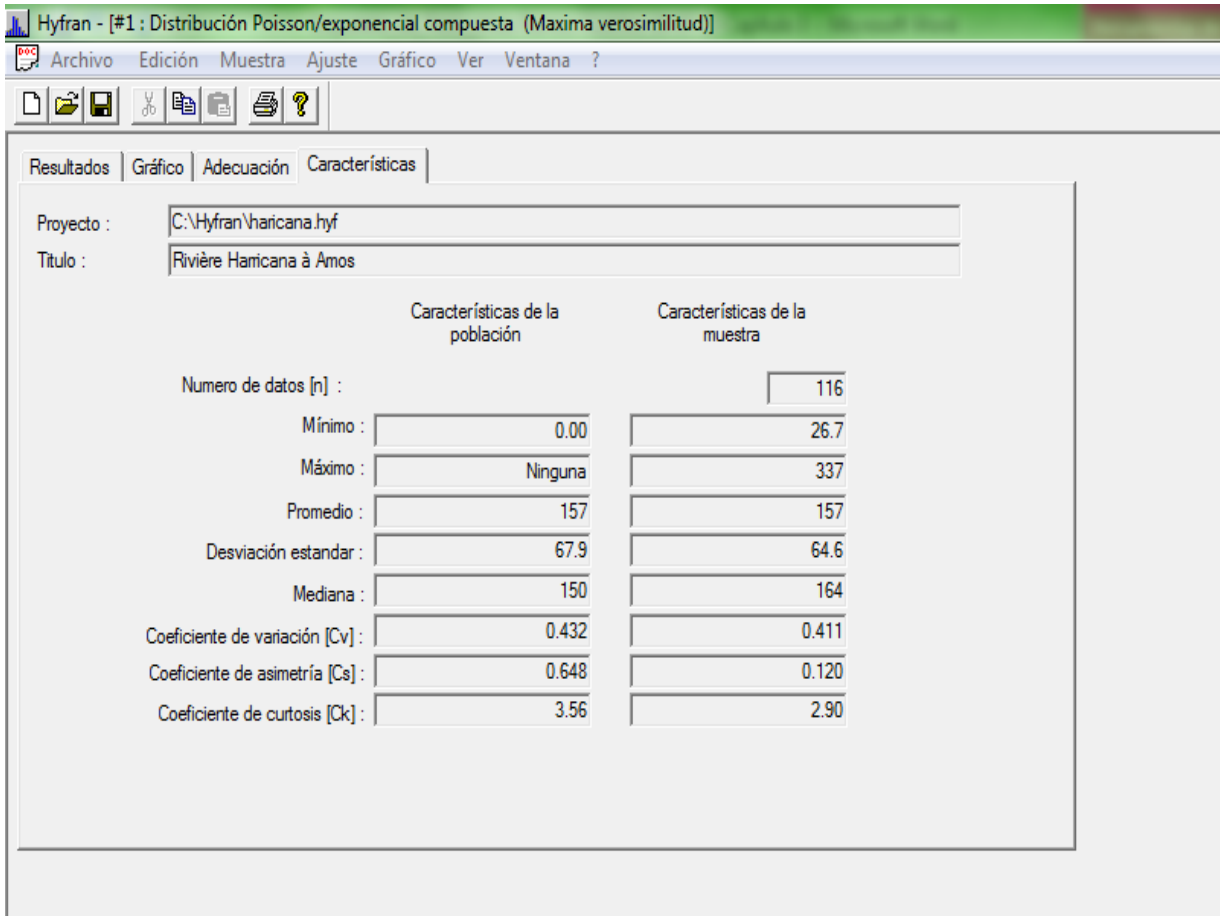 Hyfran - [#1 : Distribución Poisson/exponencial compuesta (Maxima verosimilitud)]
Archivo Edición Muestra Ajuste Gráfico Ver Ventana ?
Resultados Gráfico Adecuación Características
Proyecto : C:\Hyfran\haricana.hyf
Titulo : Rivière Harricana à Amos
Características de la población
Características de la muestra
Numero de datos [n] : 116
Mínimo : 0.00 26.7
Máximo : Ninguna 337
Promedio : 157 157
Desviación estandar : 67.9 64.6
Mediana : 150 164
Coeficiente de variación [Cv] : 0.432 0.411
Coeficiente de asimetría [Cs] : 0.648 0.120
Coeficiente de curtosis [Ck] : 3.56 2.90